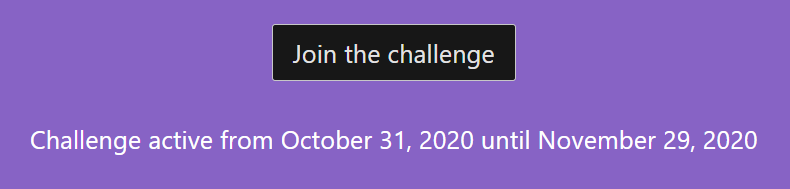 Join the challenge
Challenge active from October 31, 2020 until November 29, 2020